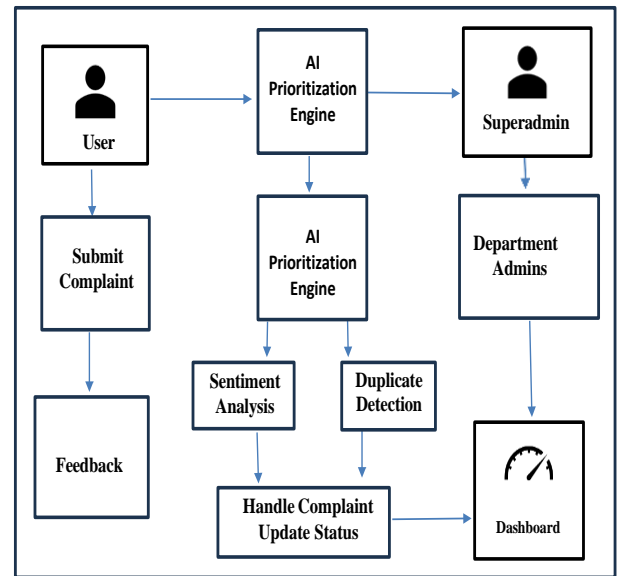 User
AI
Prioritization
Engine
Superadmin
Submit
Complaint
AI
Prioritization
Engine
Department
Admins
Sentiment
Analysis
Duplicate
Detection
Feedback
Handle Complaint
Update Status
Dashboard